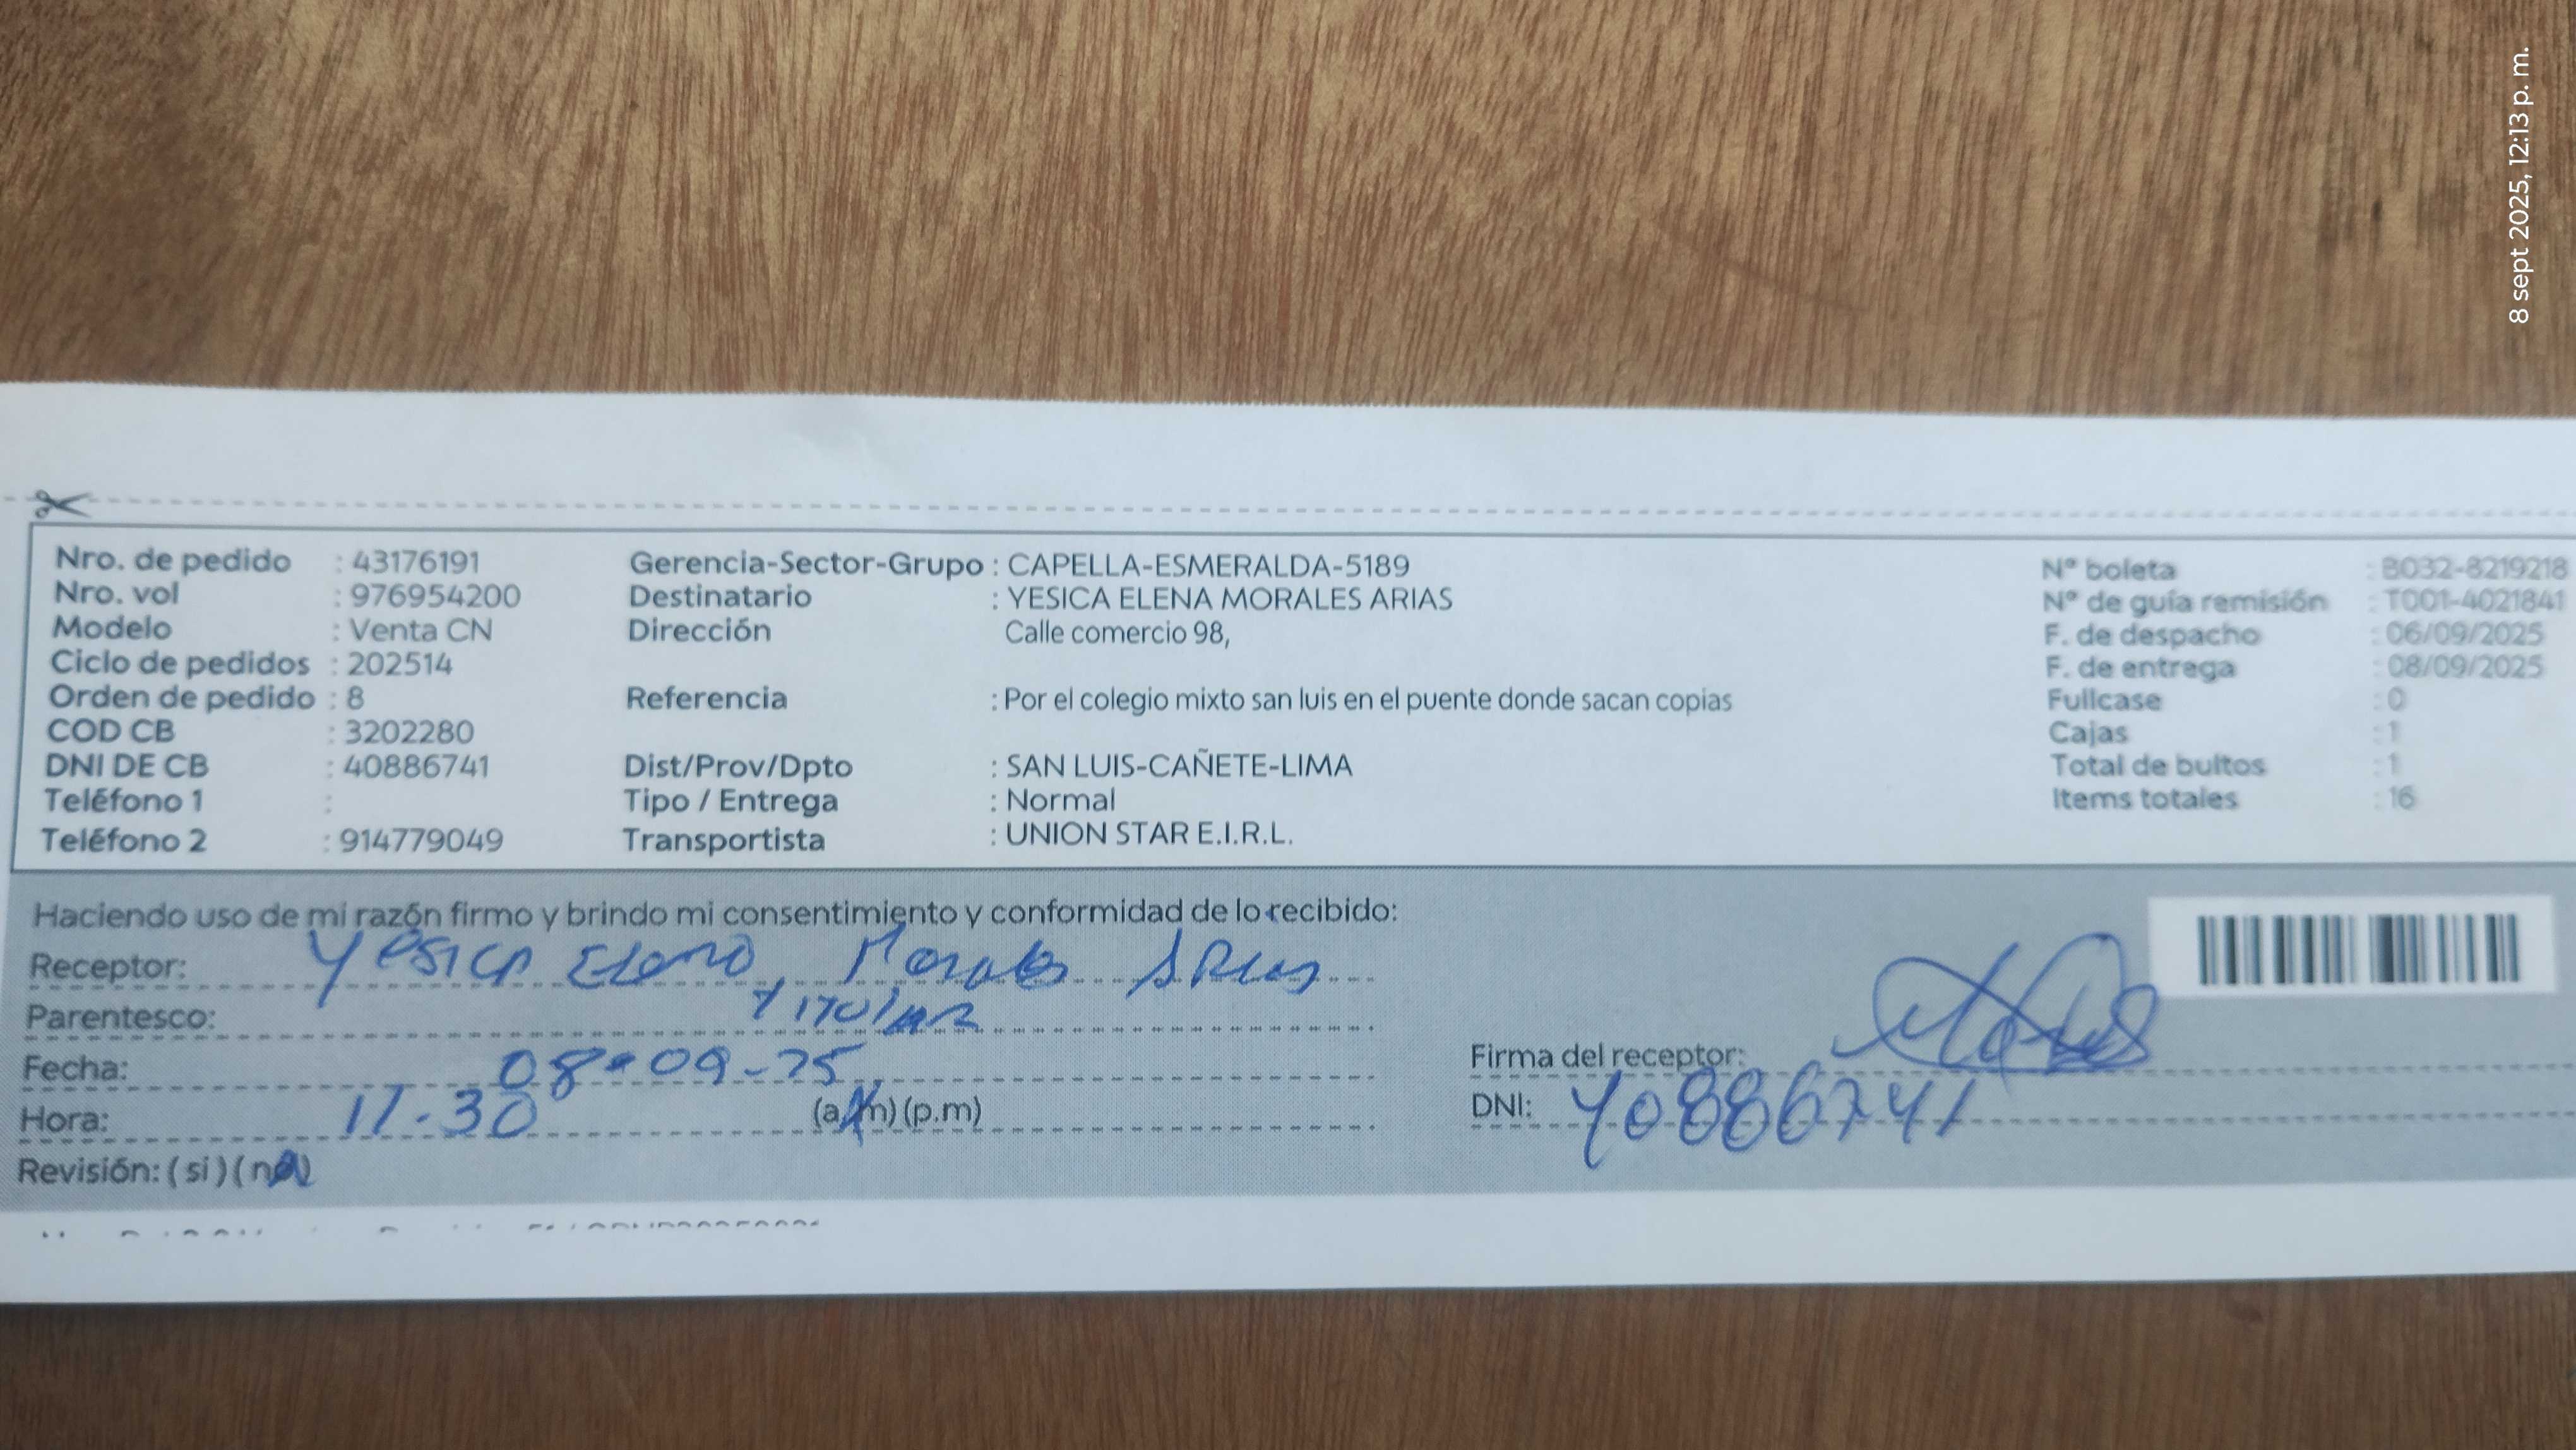 8 sept 2025, 12:13 p. m.
Nro. de pedido : 43176191
Nro. vol : 976954200
Modelo : Venta CN
Ciclo de pedidos : 202514
Orden de pedido : 8
COD CB : 3202280
DNI DE CB : 40886741
Teléfono 1 :
Teléfono 2 : 914779049
Gerencia-Sector-Grupo : CAPELLA-ESMERALDA-5189
Destinatario : YESICA ELENA MORALES ARIAS
Dirección Calle comercio 98,
Referencia : Por el colegio mixto san luis en el puente donde sacan copias
Dist/Prov/Dpto : SAN LUIS-CAÑETE-LIMA
Tipo / Entrega : Normal
Transportista : UNION STAR E.I.R.L.
Nº boleta : B032-8219218
Nº de guía remisión : T001-4021841
F. de despacho : 06/09/2025
F. de entrega : 08/09/2025
Fullcase : 0
Cajas : 1
Total de bultos : 1
Items totales : 16
Haciendo uso de mi razón firmo y brindo mi consentimiento y conformidad de lo recibido:
Receptor: Yesica Elena Morales Arias
Parentesco: Titular
Fecha: 08-09-25
Hora: 11.30 (a.m) (p.m)
Revisión: ( si ) ( no )
Firma del receptor:
DNI: 40886741